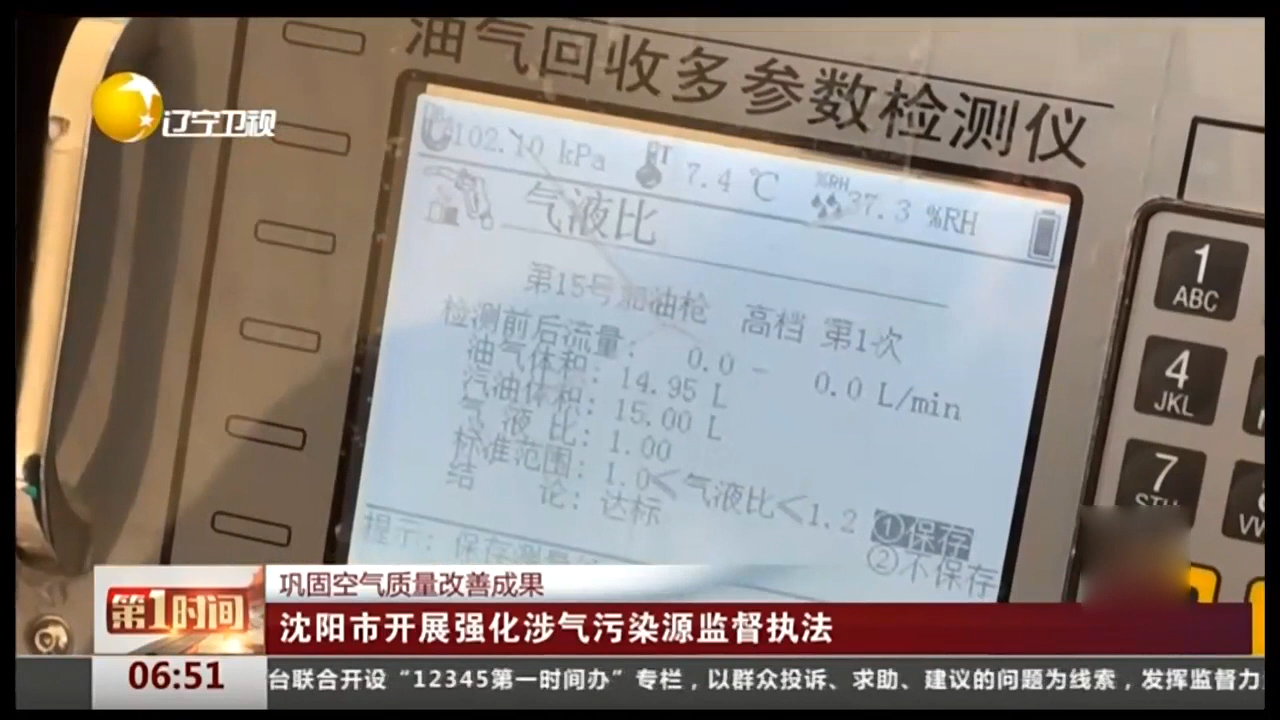 油气回收多参数检测仪
辽宁卫视
102.10 kPa
T
7.4 ℃
%RH
37.3 %RH
气液比
第15号加油枪 高档 第1次
检测前后流量: 0.0 - 0.0 L/min
油气体积: 14.95 L
汽油体积: 15.00 L
气液比: 1.00
标准范围: 1.0≤气液比≤1.2
结论: 达标
①保存
②不保存
提示: 保存测量
1
ABC
4
JKL
7
巩固空气质量改善成果
第1时间
沈阳市开展强化涉气污染源监督执法
06:51
台联合开设“12345第一时间办”专栏，以群众投诉、求助、建议的问题为线索，发挥监督力